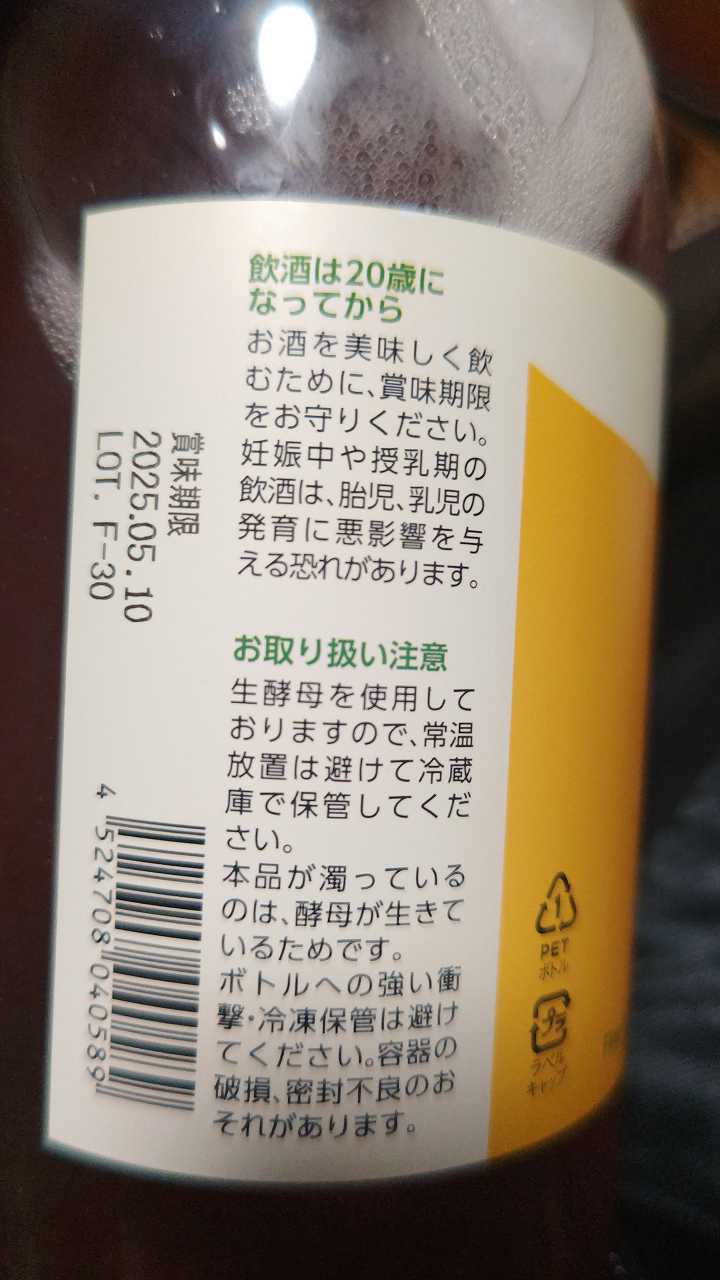 飲酒は20歳に
なってから
お酒を美味しく飲
むために、賞味期限
をお守りください。
妊娠中や授乳期の
飲酒は、胎児、乳児の
発育に悪影響を与
える恐れがあります。
お取り扱い注意
生酵母を使用して
おりますので、常温
放置は避けて冷蔵
庫で保管してくだ
さい。
本品が濁っている
のは、酵母が生きて
いるためです。
ボトルへの強い衝
撃・冷凍保管は避け
てください。容器の
破損、密封不良のお
それがあります。
賞味期限
2025.05.10
LOT. F-30
4 524708 040589
1
PET
ボトル
プラ
ラベル
キャップ